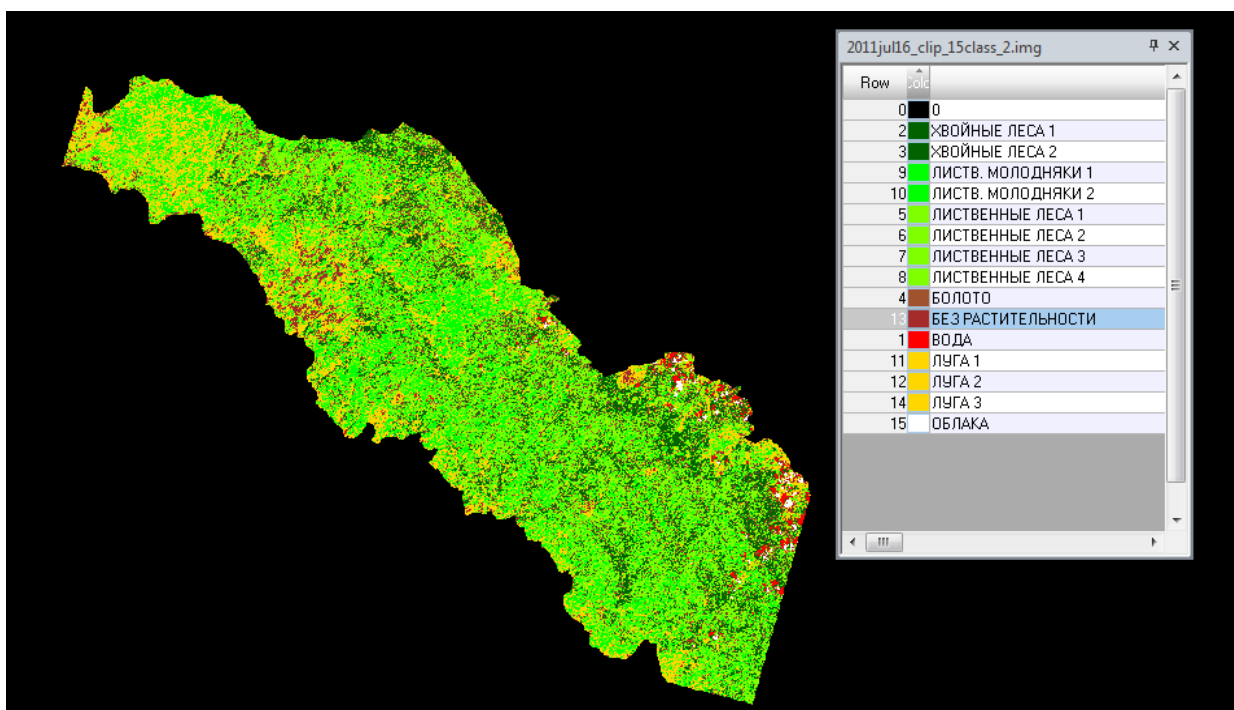 2011jul16_clip_15class_2.img
Row Colc
0 0
2 ХВОЙНЫЕ ЛЕСА 1
3 ХВОЙНЫЕ ЛЕСА 2
9 ЛИСТВ. МОЛОДНЯКИ 1
10 ЛИСТВ. МОЛОДНЯКИ 2
5 ЛИСТВЕННЫЕ ЛЕСА 1
6 ЛИСТВЕННЫЕ ЛЕСА 2
7 ЛИСТВЕННЫЕ ЛЕСА 3
8 ЛИСТВЕННЫЕ ЛЕСА 4
4 БОЛОТО
13 БЕЗ РАСТИТЕЛЬНОСТИ
1 ВОДА
11 ЛУГА 1
12 ЛУГА 2
14 ЛУГА 3
15 ОБЛАКА